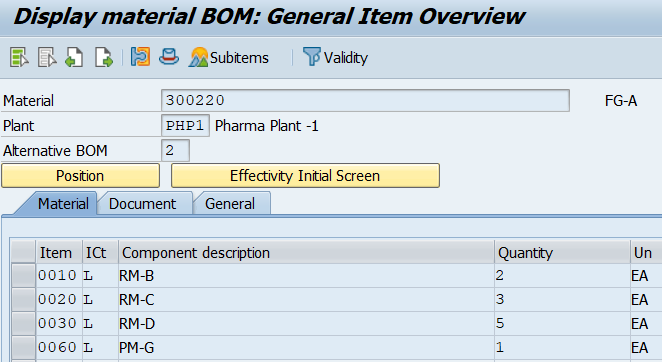 Display material BOM: General Item Overview
Subitems Validity
Material 300220 FG-A
Plant PHP1 Pharma Plant -1
Alternative BOM 2
Position Effectivity Initial Screen
Material Document General
Item ICt Component description Quantity Un
0010 L RM-B 2 EA
0020 L RM-C 3 EA
0030 L RM-D 5 EA
0060 L PM-G 1 EA